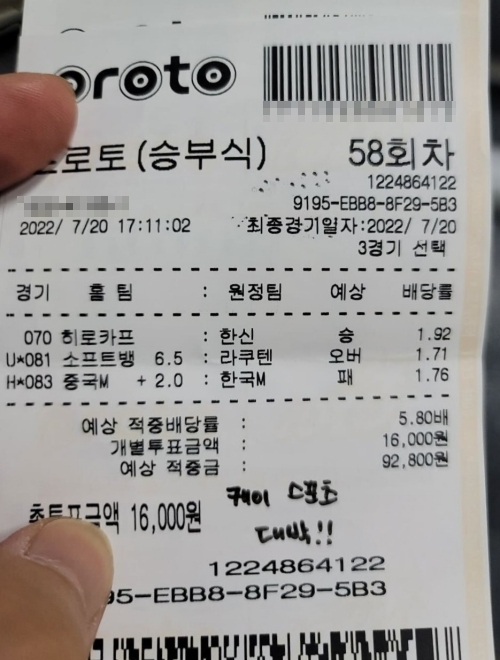 proto
프로토 (승부식) 58회차
1224864122
9195-EBB8-8F29-5B3
2022/ 7/20 17:11:02 최종경기일자:2022/ 7/20
3경기 선택
경기 홈 팀 : 원정팀 예상 배당률
070 히로카프 : 한신 승 1.92
U*081 소프트뱅 6.5 : 라쿠텐 오버 1.71
H*083 중국M + 2.0 : 한국M 패 1.76
예상 적중배당률 : 5.80배
개별투표금액 : 16,000원
예상 적중금 : 92,800원
총투표금액 16,000원
케이 스포츠
대박!!
1224864122
95-EBB8-8F29-5B3